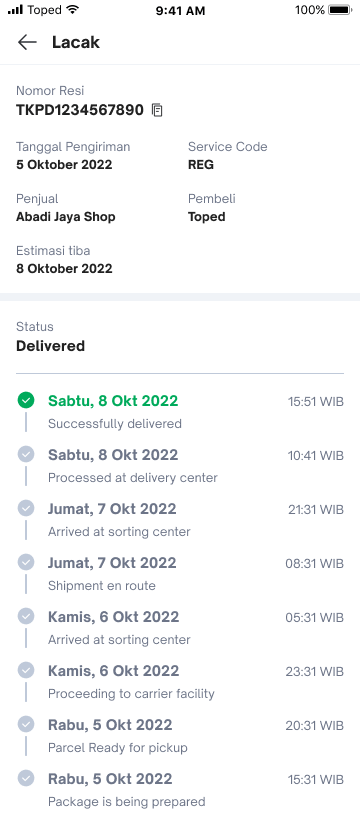 Toped 9:41 AM 100%
Lacak
Nomor Resi
TKPD1234567890
Tanggal Pengiriman Service Code
5 Oktober 2022 REG
Penjual Pembeli
Abadi Jaya Shop Toped
Estimasi tiba
8 Oktober 2022
Status
Delivered
Sabtu, 8 Okt 2022 15:51 WIB
Successfully delivered
Sabtu, 8 Okt 2022 10:41 WIB
Processed at delivery center
Jumat, 7 Okt 2022 21:31 WIB
Arrived at sorting center
Jumat, 7 Okt 2022 08:31 WIB
Shipment en route
Kamis, 6 Okt 2022 05:31 WIB
Arrived at sorting center
Kamis, 6 Okt 2022 23:31 WIB
Proceeding to carrier facility
Rabu, 5 Okt 2022 20:31 WIB
Parcel Ready for pickup
Rabu, 5 Okt 2022 15:31 WIB
Package is being prepared